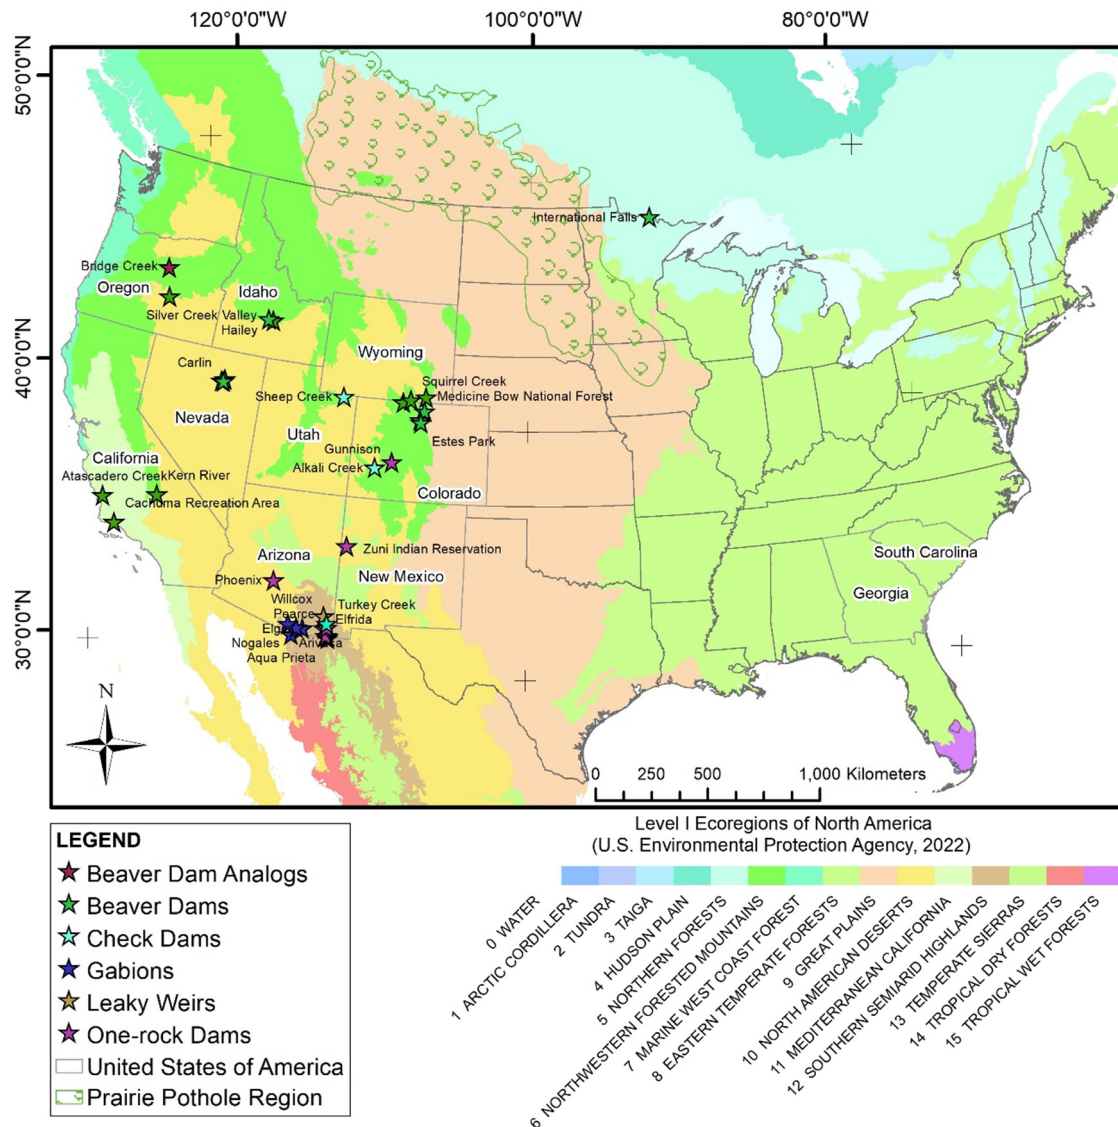 120°0'0"W 100°0'0"W 80°0'0"W
50°0'0"N
40°0'0"N
30°0'0"N
International Falls
Bridge Creek
Oregon
Idaho
Silver Creek Valley
Hailey
Wyoming
Carlin
Squirrel Creek
Sheep Creek
Medicine Bow National Forest
Nevada
Utah
Estes Park
Gunnison
California
Alkali Creek
Atascadero Creek
Kern River
Colorado
Cachuma Recreation Area
Zuni Indian Reservation
Arizona
South Carolina
New Mexico
Phoenix
Georgia
Willcox
Turkey Creek
Pearce
Elfrida
Nogales
Aqua Prieta
N
0 250 500 1,000 Kilometers
LEGEND
Beaver Dam Analogs
Beaver Dams
Check Dams
Gabions
Leaky Weirs
One-rock Dams
United States of America
Prairie Pothole Region
Level I Ecoregions of North America
(U.S. Environmental Protection Agency, 2022)
0 WATER
1 ARCTIC CORDILLERA
2 TUNDRA
3 TAIGA
4 HUDSON PLAIN
5 NORTHERN FORESTS
6 NORTHWESTERN FORESTED MOUNTAINS
7 MARINE WEST COAST FOREST
8 EASTERN TEMPERATE FORESTS
9 GREAT PLAINS
10 NORTH AMERICAN DESERTS
11 MEDITERRANEAN CALIFORNIA
12 SOUTHERN SEMIARID HIGHLANDS
13 TEMPERATE SIERRAS
14 TROPICAL DRY FORESTS
15 TROPICAL WET FORESTS